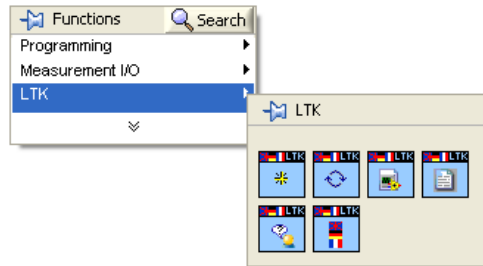 Functions
Search
Programming
Measurement I/O
LTK
LTK
LTK LTK LTK LTK
LTK LTK